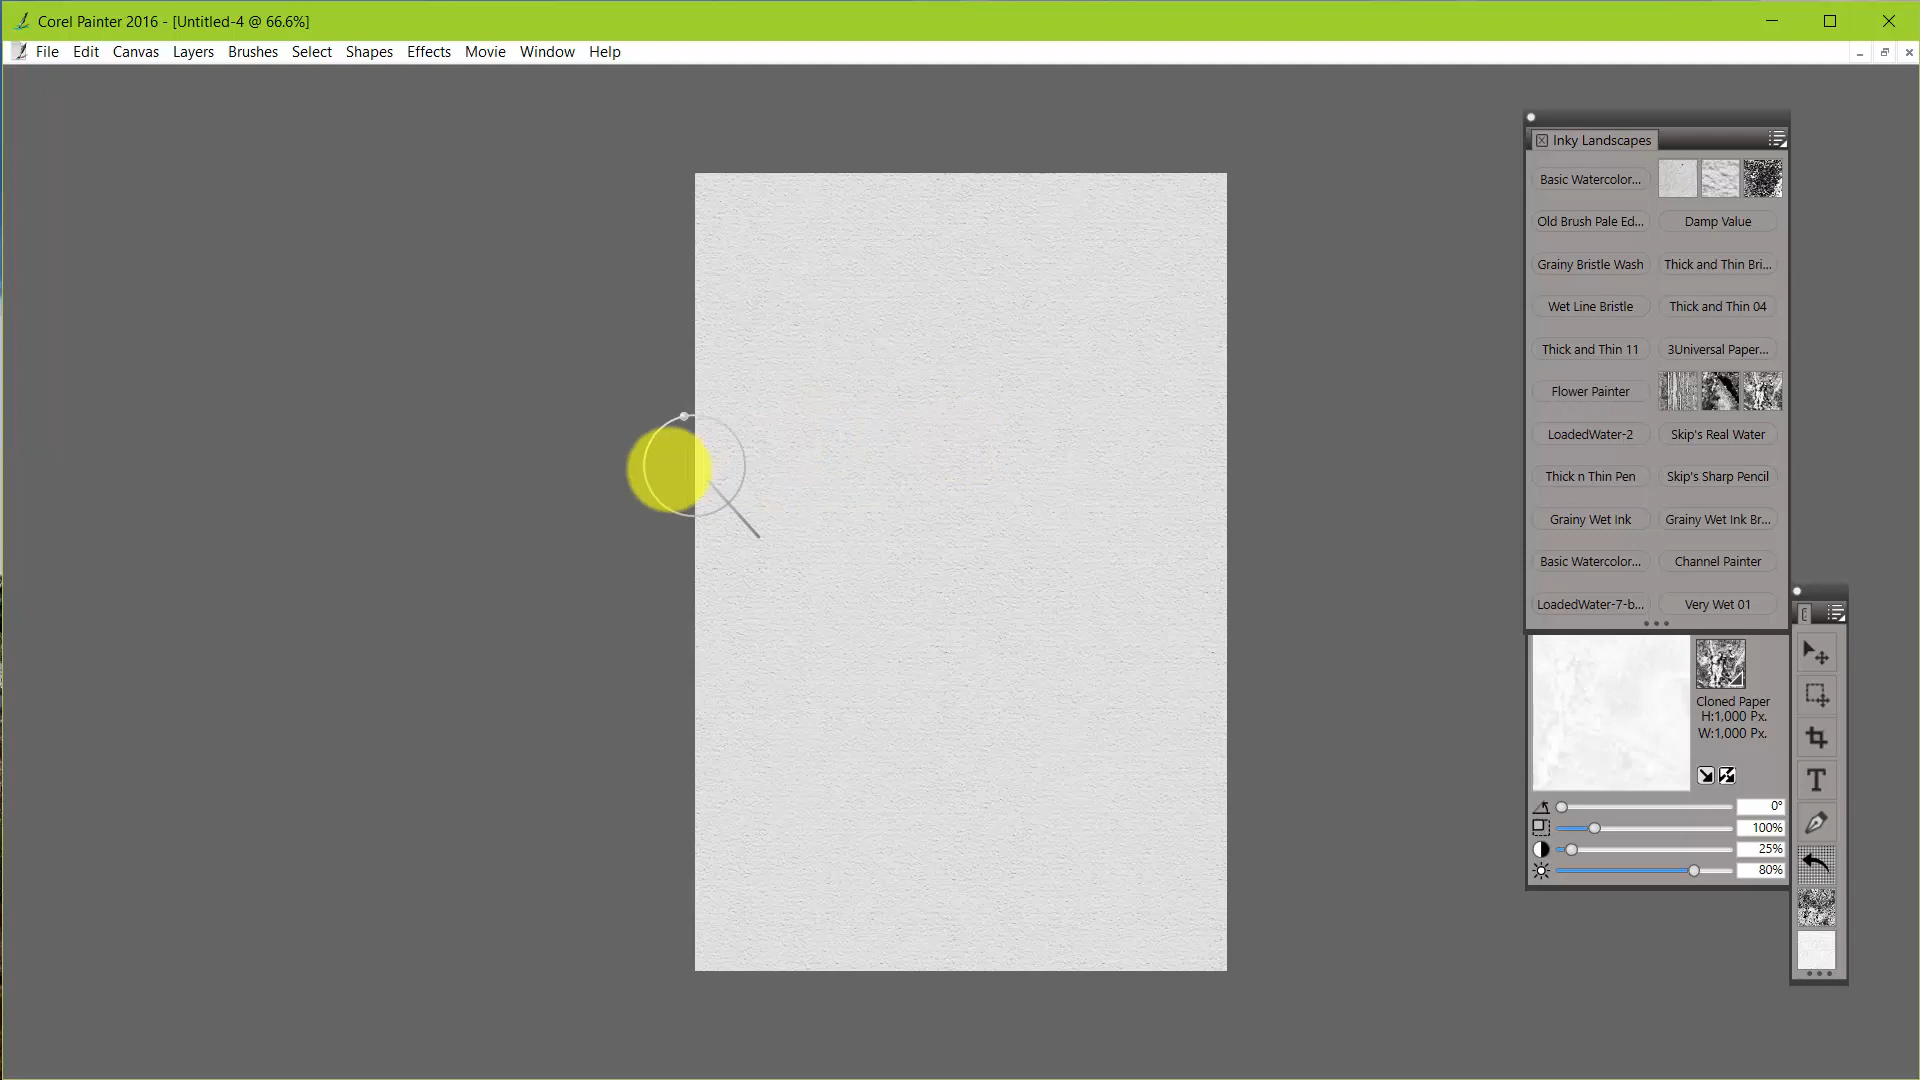 Corel Painter 2016 - [Untitled-4 @ 66.6%]
File Edit Canvas Layers Brushes Select Shapes Effects Movie Window Help
Inky Landscapes
Basic Watercolor...
Old Brush Pale Ed... Damp Value
Grainy Bristle Wash Thick and Thin Bri...
Wet Line Bristle Thick and Thin 04
Thick and Thin 11 3Universal Paper...
Flower Painter
LoadedWater-2 Skip's Real Water
Thick n Thin Pen Skip's Sharp Pencil
Grainy Wet Ink Grainy Wet Ink Br...
Basic Watercolor... Channel Painter
LoadedWater-7-b... Very Wet 01
Cloned Paper
H:1,000 Px.
W:1,000 Px.
0°
100%
25%
80%